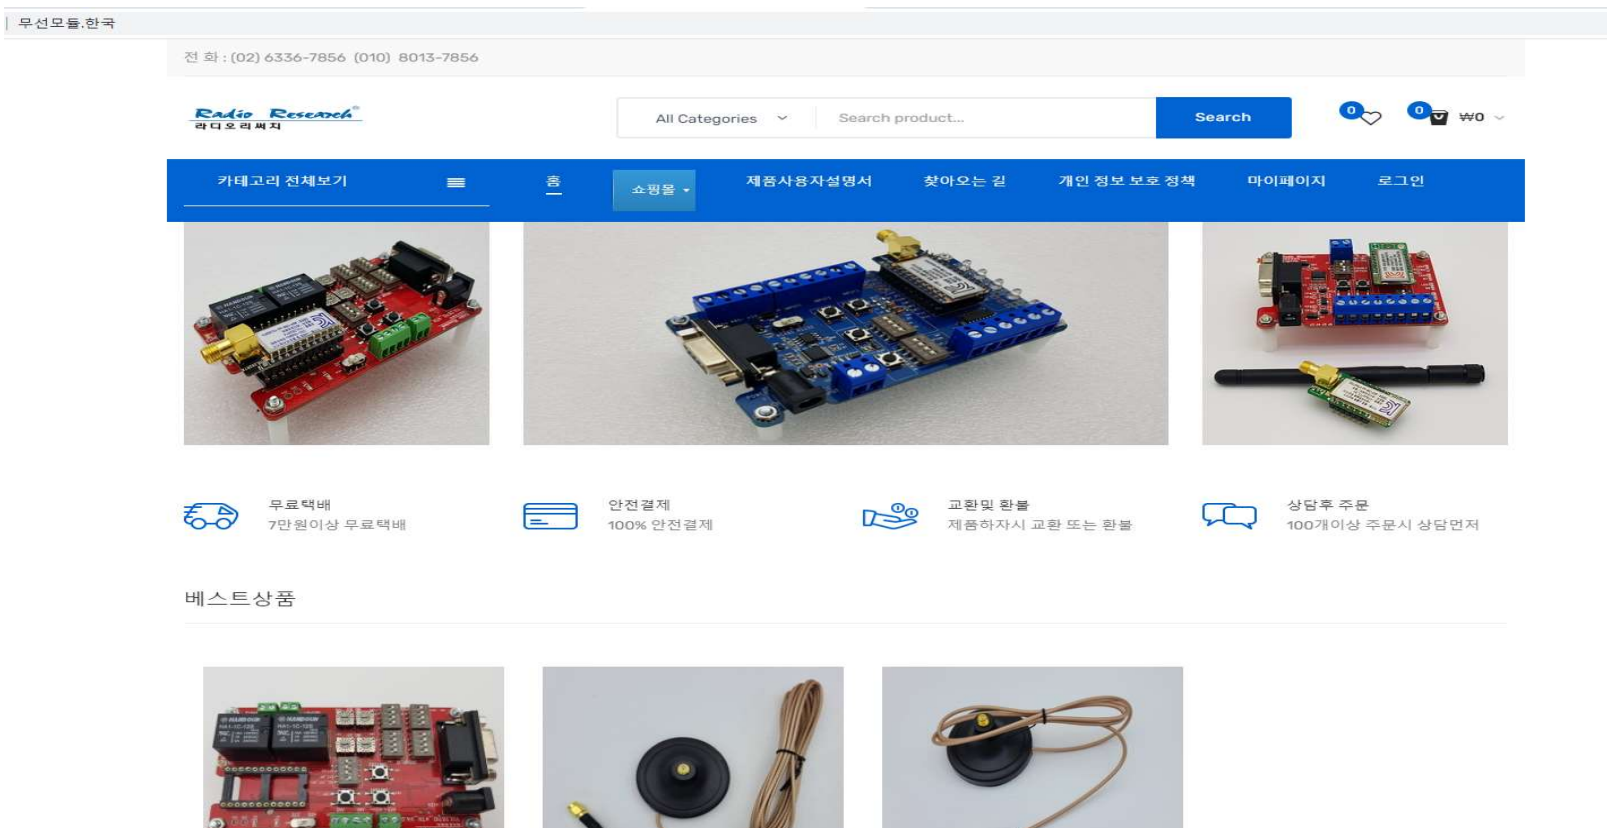 무선모듈.한국
전 화 : (02) 6336-7856 (010) 8013-7856
Radio Research®
라디오리써치
All Categories
Search product...
Search
0
0
₩0
카테고리 전체보기
홈
쇼핑몰
제품사용자설명서
찾아오는 길
개인 정보 보호 정책
마이페이지
로그인
무료택배
7만원이상 무료택배
안전결제
100% 안전결제
교환및 환불
제품하자시 교환 또는 환불
상담후 주문
100개이상 주문시 상담먼저
베스트상품